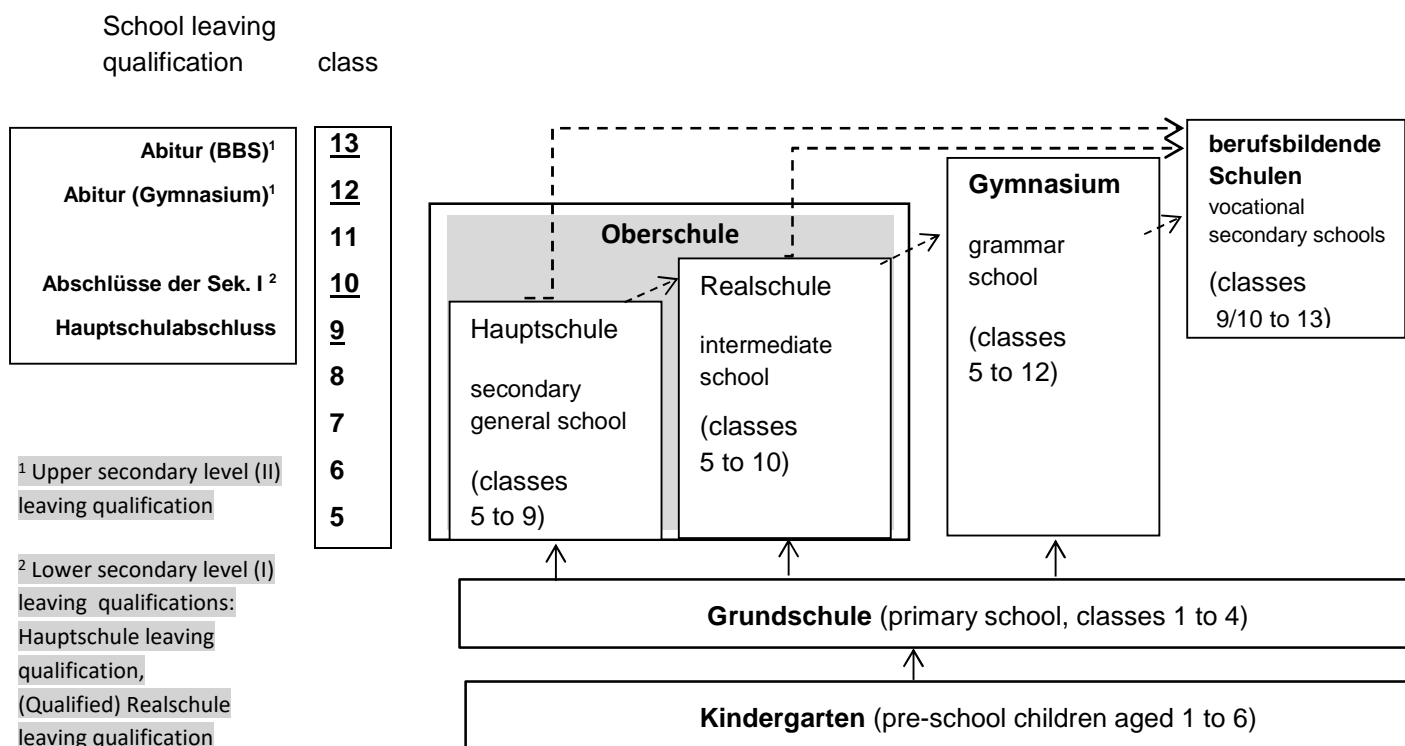 School leaving
qualification
class
Abitur (BBS)¹
Abitur (Gymnasium)¹
Abschlüsse der Sek. I ²
Hauptschulabschluss
13
12
11
10
9
8
7
6
5
¹ Upper secondary level (II)
leaving qualification
² Lower secondary level (I)
leaving qualifications:
Hauptschule leaving
qualification,
(Qualified) Realschule
leaving qualification
Oberschule
Hauptschule
secondary
general school
(classes
5 to 9)
Realschule
intermediate
school
(classes
5 to 10)
Gymnasium
grammar
school
(classes
5 to 12)
berufsbildende
Schulen
vocational
secondary schools
(classes
9/10 to 13)
Grundschule (primary school, classes 1 to 4)
Kindergarten (pre-school children aged 1 to 6)